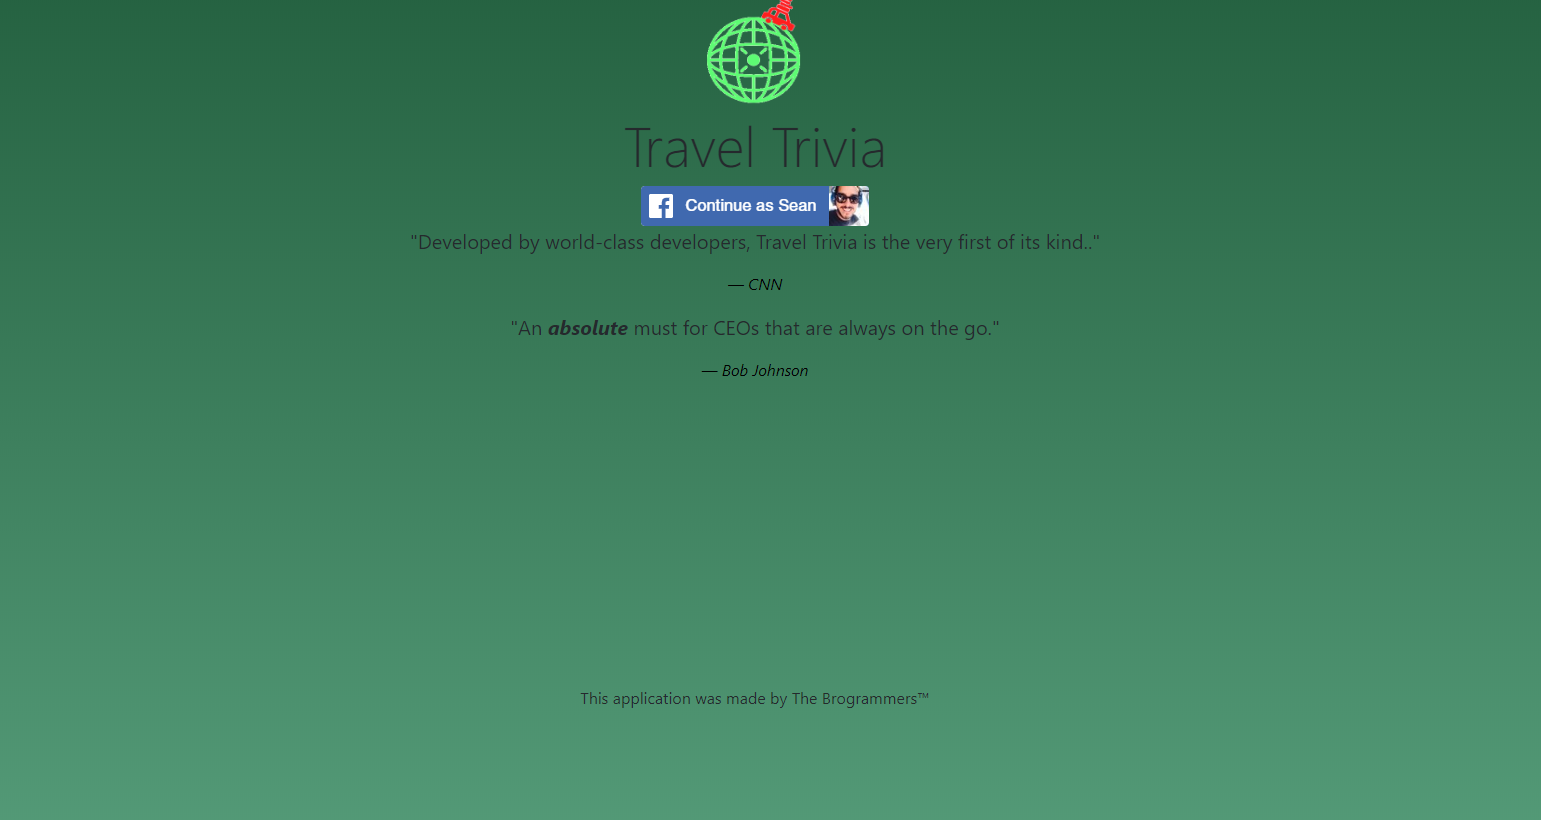 Travel Trivia
Continue as Sean
"Developed by world-class developers, Travel Trivia is the very first of its kind.."
— CNN
"An absolute must for CEOs that are always on the go."
— Bob Johnson
This application was made by The Brogrammers™